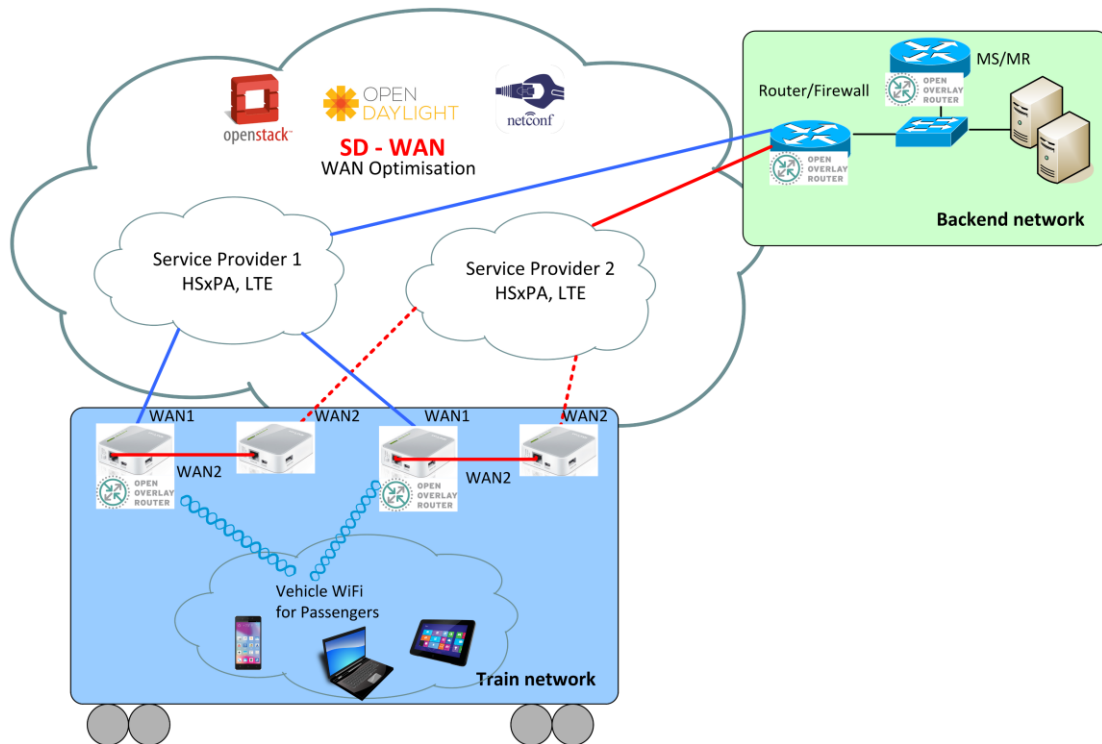 openstack™
OPEN
DAYLIGHT
netconf
SD - WAN
WAN Optimisation
MS/MR
OPEN
OVERLAY
ROUTER
Router/Firewall
OPEN
OVERLAY
ROUTER
Backend network
Service Provider 1
HSxPA, LTE
Service Provider 2
HSxPA, LTE
WAN1
WAN2
WAN1
WAN2
WAN2
WAN2
OPEN
OVERLAY
ROUTER
OPEN
OVERLAY
ROUTER
Vehicle WiFi
for Passengers
Train network